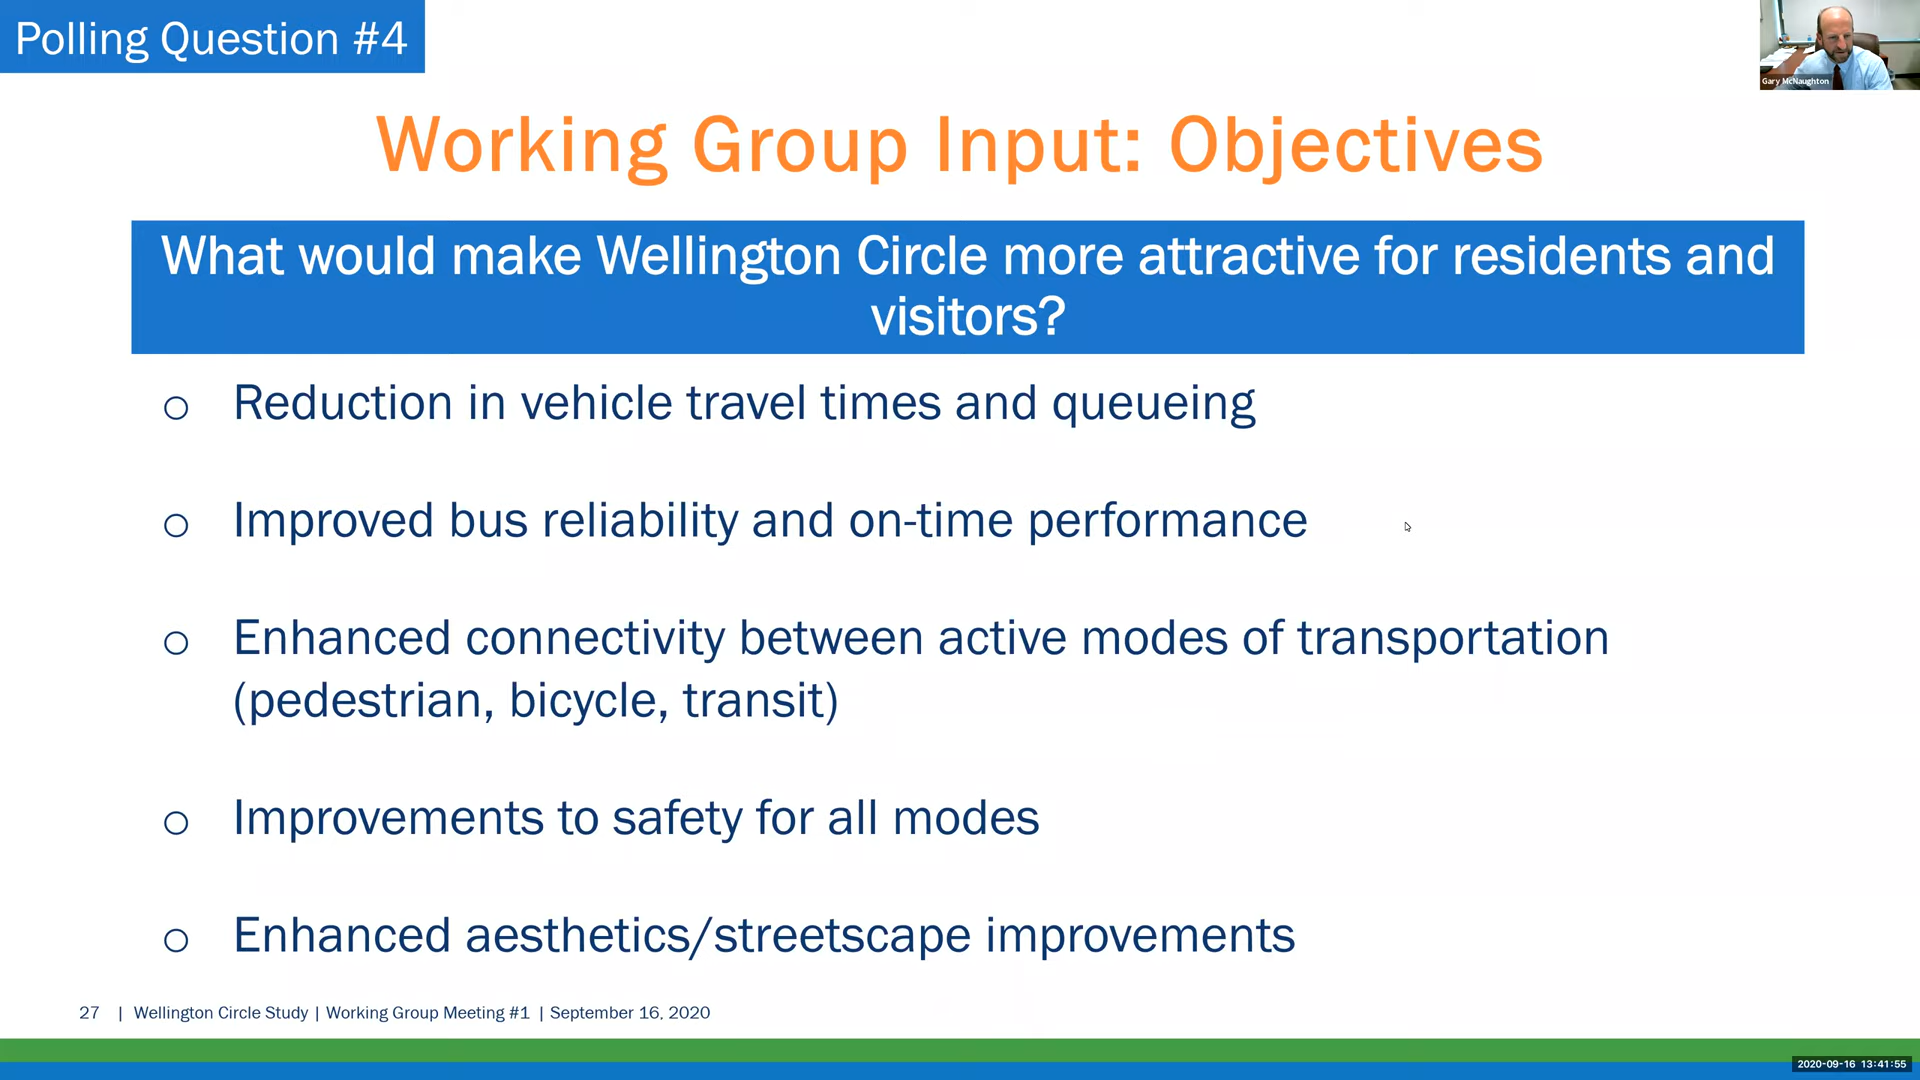 Polling Question #4
Gary McNaughton
Working Group Input: Objectives
What would make Wellington Circle more attractive for residents and
visitors?
o Reduction in vehicle travel times and queueing
o Improved bus reliability and on-time performance
o Enhanced connectivity between active modes of transportation
(pedestrian, bicycle, transit)
o Improvements to safety for all modes
o Enhanced aesthetics/streetscape improvements
27 | Wellington Circle Study | Working Group Meeting #1 | September 16, 2020
2020-09-16 13:41:55